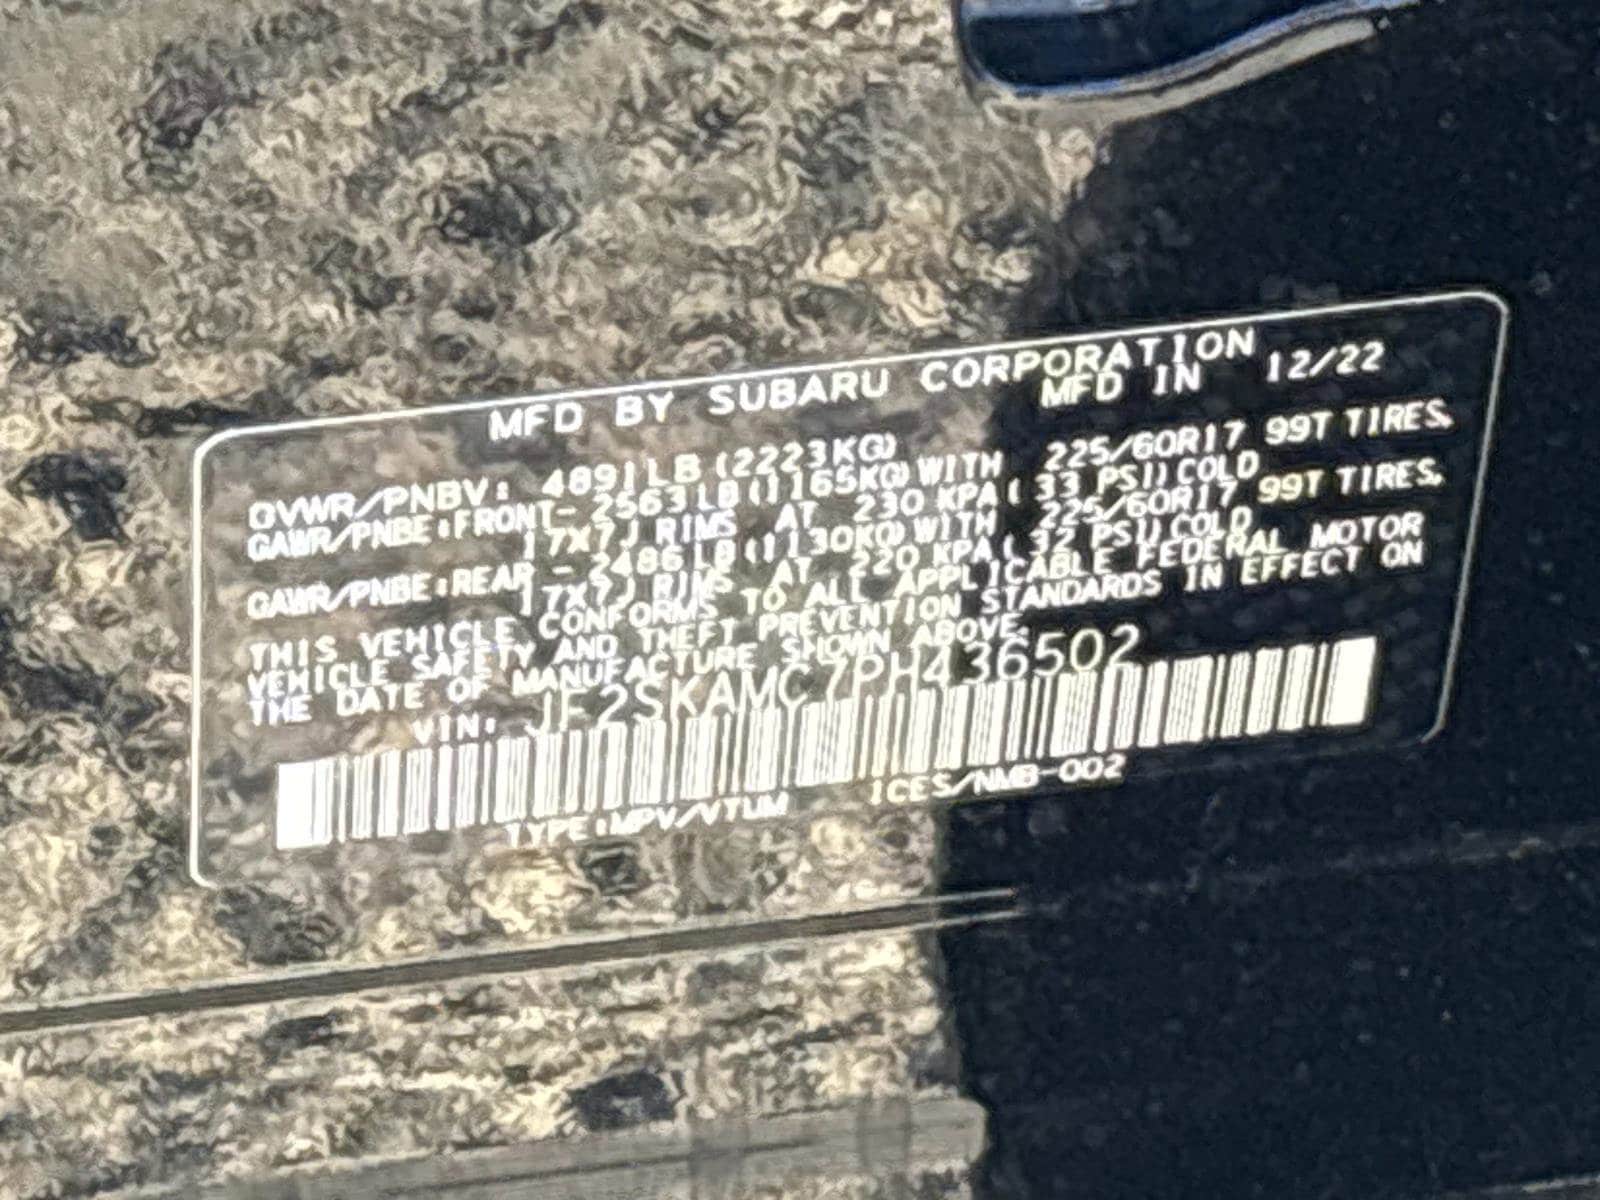 MFD BY SUBARU CORPORATION
MFD IN 12/22
GVWR/PNBV: 4891LB (2223KG)
GAWR/PNBE:FRONT- 2563LB (1165KG) WITH 225/60R17 99T TIRES,
17X7J RIMS AT 230 KPA ( 33 PSI) COLD
GAWR/PNBE:REAR - 2486LB (1130KG) WITH 225/60R17 99T TIRES,
17X7J RIMS AT 220 KPA ( 32 PSI) COLD
THIS VEHICLE CONFORMS TO ALL APPLICABLE FEDERAL MOTOR
VEHICLE SAFETY AND THEFT PREVENTION STANDARDS IN EFFECT ON
THE DATE OF MANUFACTURE SHOWN ABOVE.
VIN: JF2SKAMC7PH436502
TYPE:MPV/VTUM ICES/NMB-002